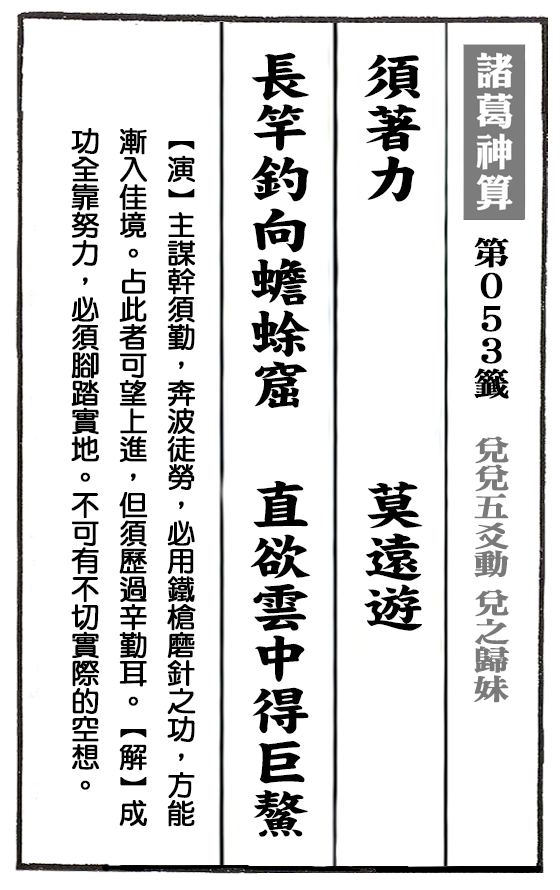 諸葛神算 第053籤 兌兌五爻動 兌之歸妹
須著力 莫遠遊
長竿釣向蟾蜍窟 直欲雲中得巨鰲
【演】主謀幹須勤，奔波徒勞，必用鐵槍磨針之功，方能
漸入佳境。占此者可望上進，但須歷過辛勤耳。【解】成
功全靠努力，必須腳踏實地。不可有不切實際的空想。